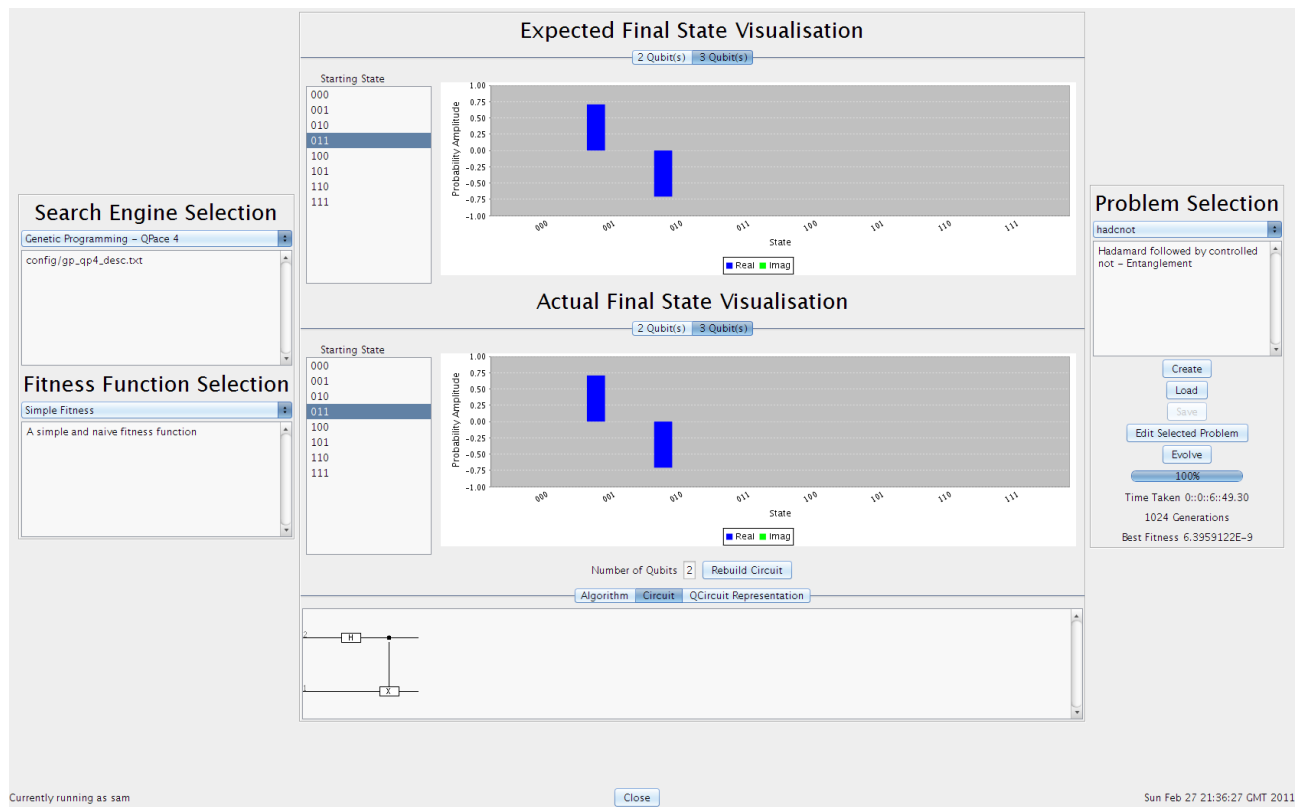 Expected Final State Visualisation
2 Qubit(s) 3 Qubit(s)
Starting State
000
001
010
011
100
101
110
111
1.00
0.75
0.50
0.25
0.00
-0.25
-0.50
-0.75
-1.00
Probability Amplitude
000 001 010 011 100 101 110 111
State
Real Imag
Search Engine Selection
Genetic Programming - QPace 4
config/gp_qp4_desc.txt
Fitness Function Selection
Simple Fitness
A simple and naive fitness function
Actual Final State Visualisation
2 Qubit(s) 3 Qubit(s)
Starting State
000
001
010
011
100
101
110
111
1.00
0.75
0.50
0.25
0.00
-0.25
-0.50
-0.75
-1.00
Probability Amplitude
000 001 010 011 100 101 110 111
State
Real Imag
Number of Qubits 2 Rebuild Circuit
Algorithm Circuit QCircuit Representation
2 H
1 X
Problem Selection
hadcnot
Hadamard followed by controlled
not - Entanglement
Create
Load
Save
Edit Selected Problem
Evolve
100%
Time Taken 0::0::6::49.30
1024 Generations
Best Fitness 6.3959122E-9
Currently running as sam
Close
Sun Feb 27 21:36:27 GMT 2011